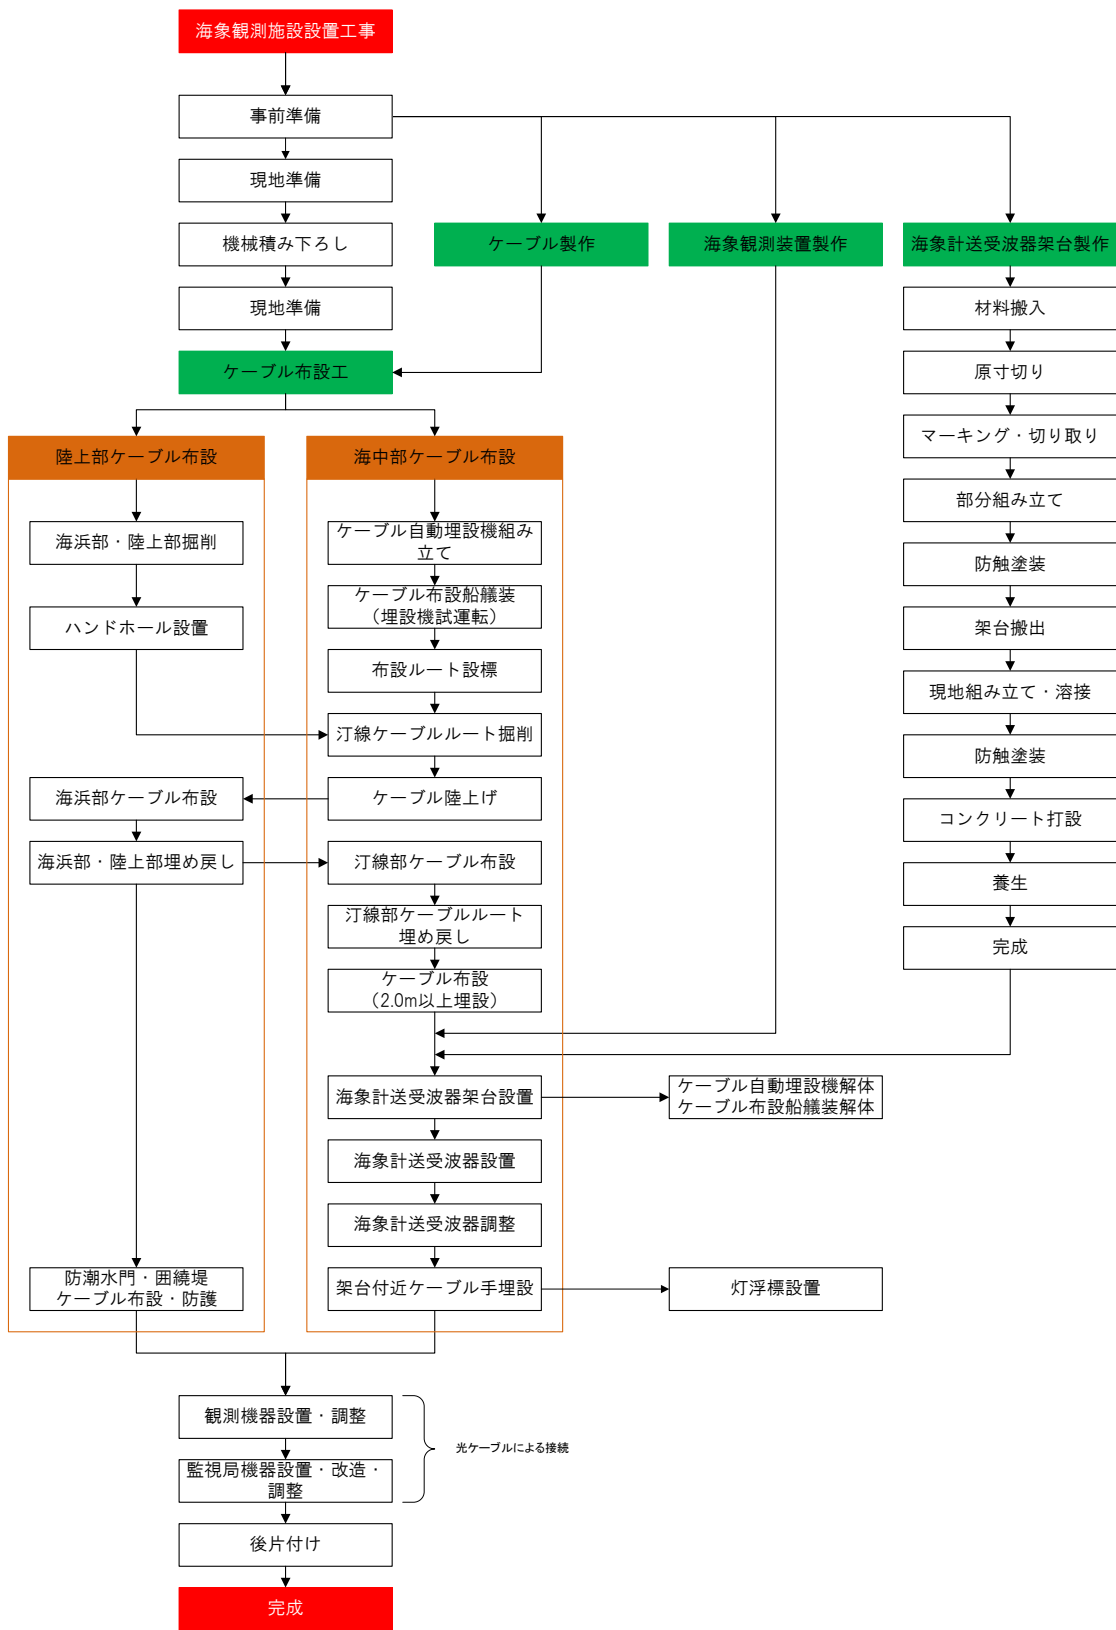 海象観測施設設置工事
事前準備
現地準備
機械積み下ろし
ケーブル製作
海象観測装置製作
海象計送受波器架台製作
現地準備
材料搬入
ケーブル布設工
原寸切り
マーキング・切り取り
陸上部ケーブル布設
海中部ケーブル布設
部分組み立て
海浜部・陸上部掘削
ケーブル自動埋設機組み
立て
防触塗装
ケーブル布設船艤装
（埋設機試運転）
ハンドホール設置
架台搬出
布設ルート設標
現地組み立て・溶接
汀線ケーブルルート掘削
防触塗装
海浜部ケーブル布設
ケーブル陸上げ
コンクリート打設
海浜部・陸上部埋め戻し
汀線部ケーブル布設
養生
汀線部ケーブルルート
埋め戻し
完成
ケーブル布設
（2.0m以上埋設）
海象計送受波器架台設置
ケーブル自動埋設機解体
ケーブル布設船艤装解体
海象計送受波器設置
海象計送受波器調整
防潮水門・囲繞堤
ケーブル布設・防護
架台付近ケーブル手埋設
灯浮標設置
観測機器設置・調整
光ケーブルによる接続
監視局機器設置・改造・
調整
後片付け
完成